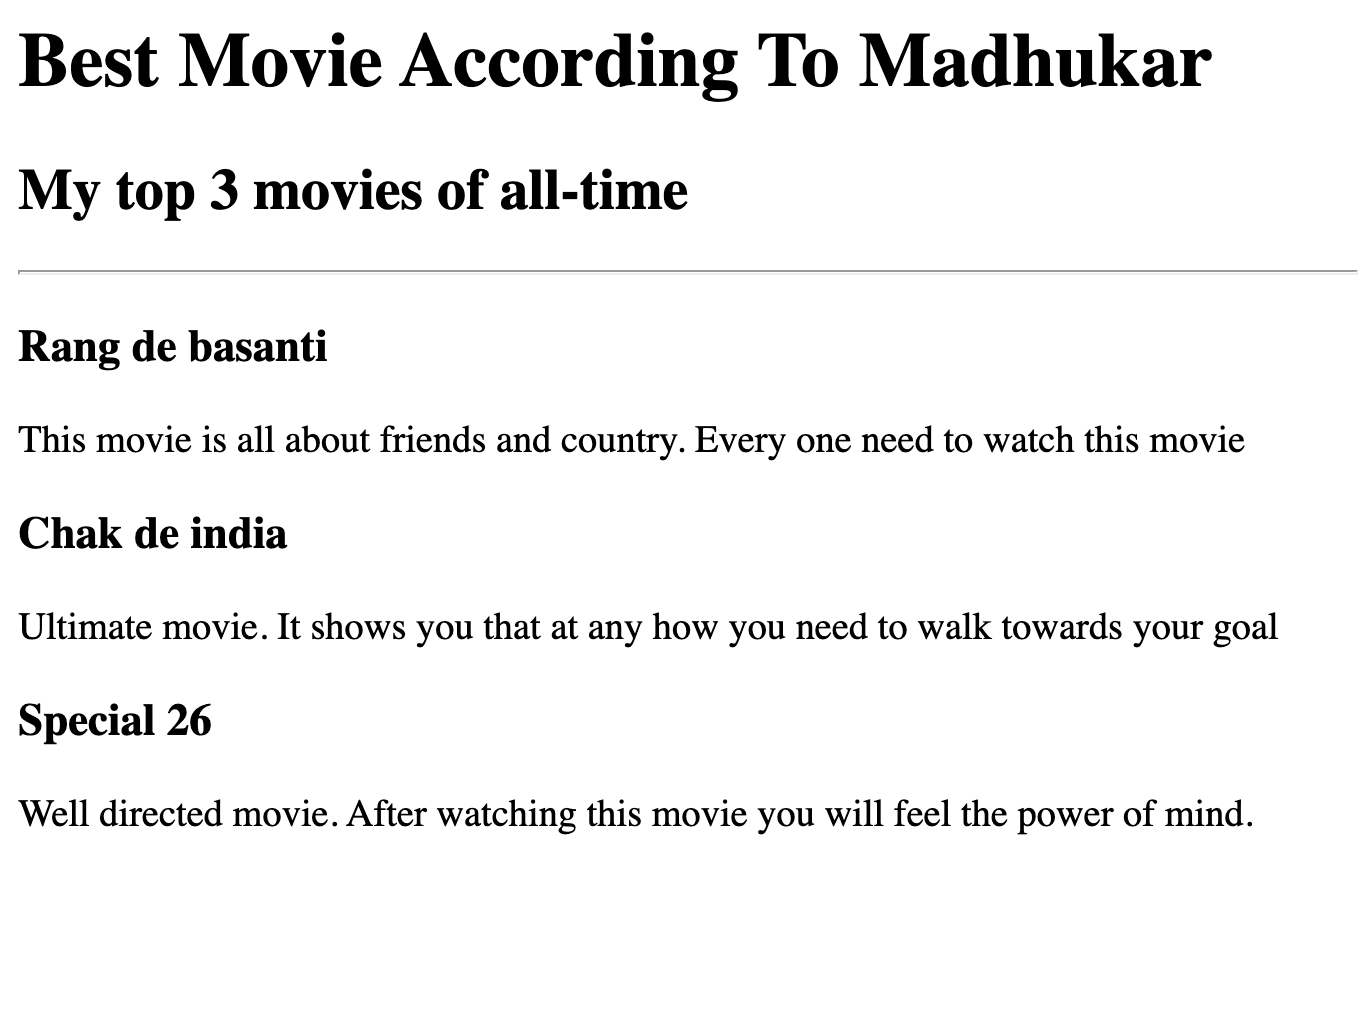 Best Movie According To Madhukar
My top 3 movies of all-time
Rang de basanti
This movie is all about friends and country. Every one need to watch this movie
Chak de india
Ultimate movie. It shows you that at any how you need to walk towards your goal
Special 26
Well directed movie. After watching this movie you will feel the power of mind.